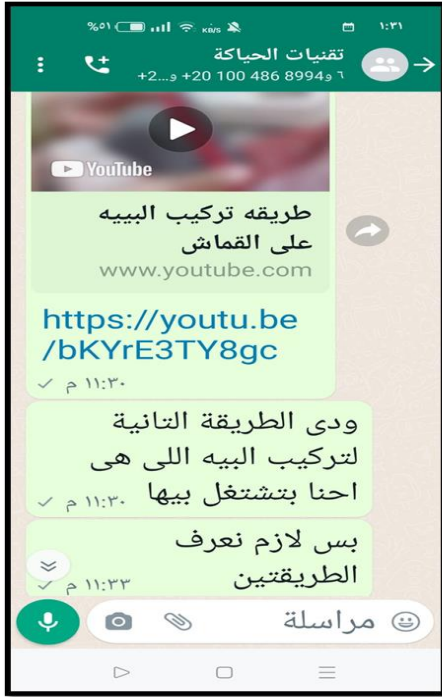 %٥١ KB/S ١:٣١
تقنيات الحياكة
٦ و8994 486 100 20+ و...2+
YouTube
طريقه تركيب البييه
على القماش
www.youtube.com
https://youtu.be
/bKYrE3TY8gc
١١:٣٠ م
ودى الطريقة التانية
لتركيب البيه اللى هى
احنا بتشتغل بيها ١١:٣٠ م
بس لازم نعرف
الطريقتين ١١:٣٣ م
مراسلة